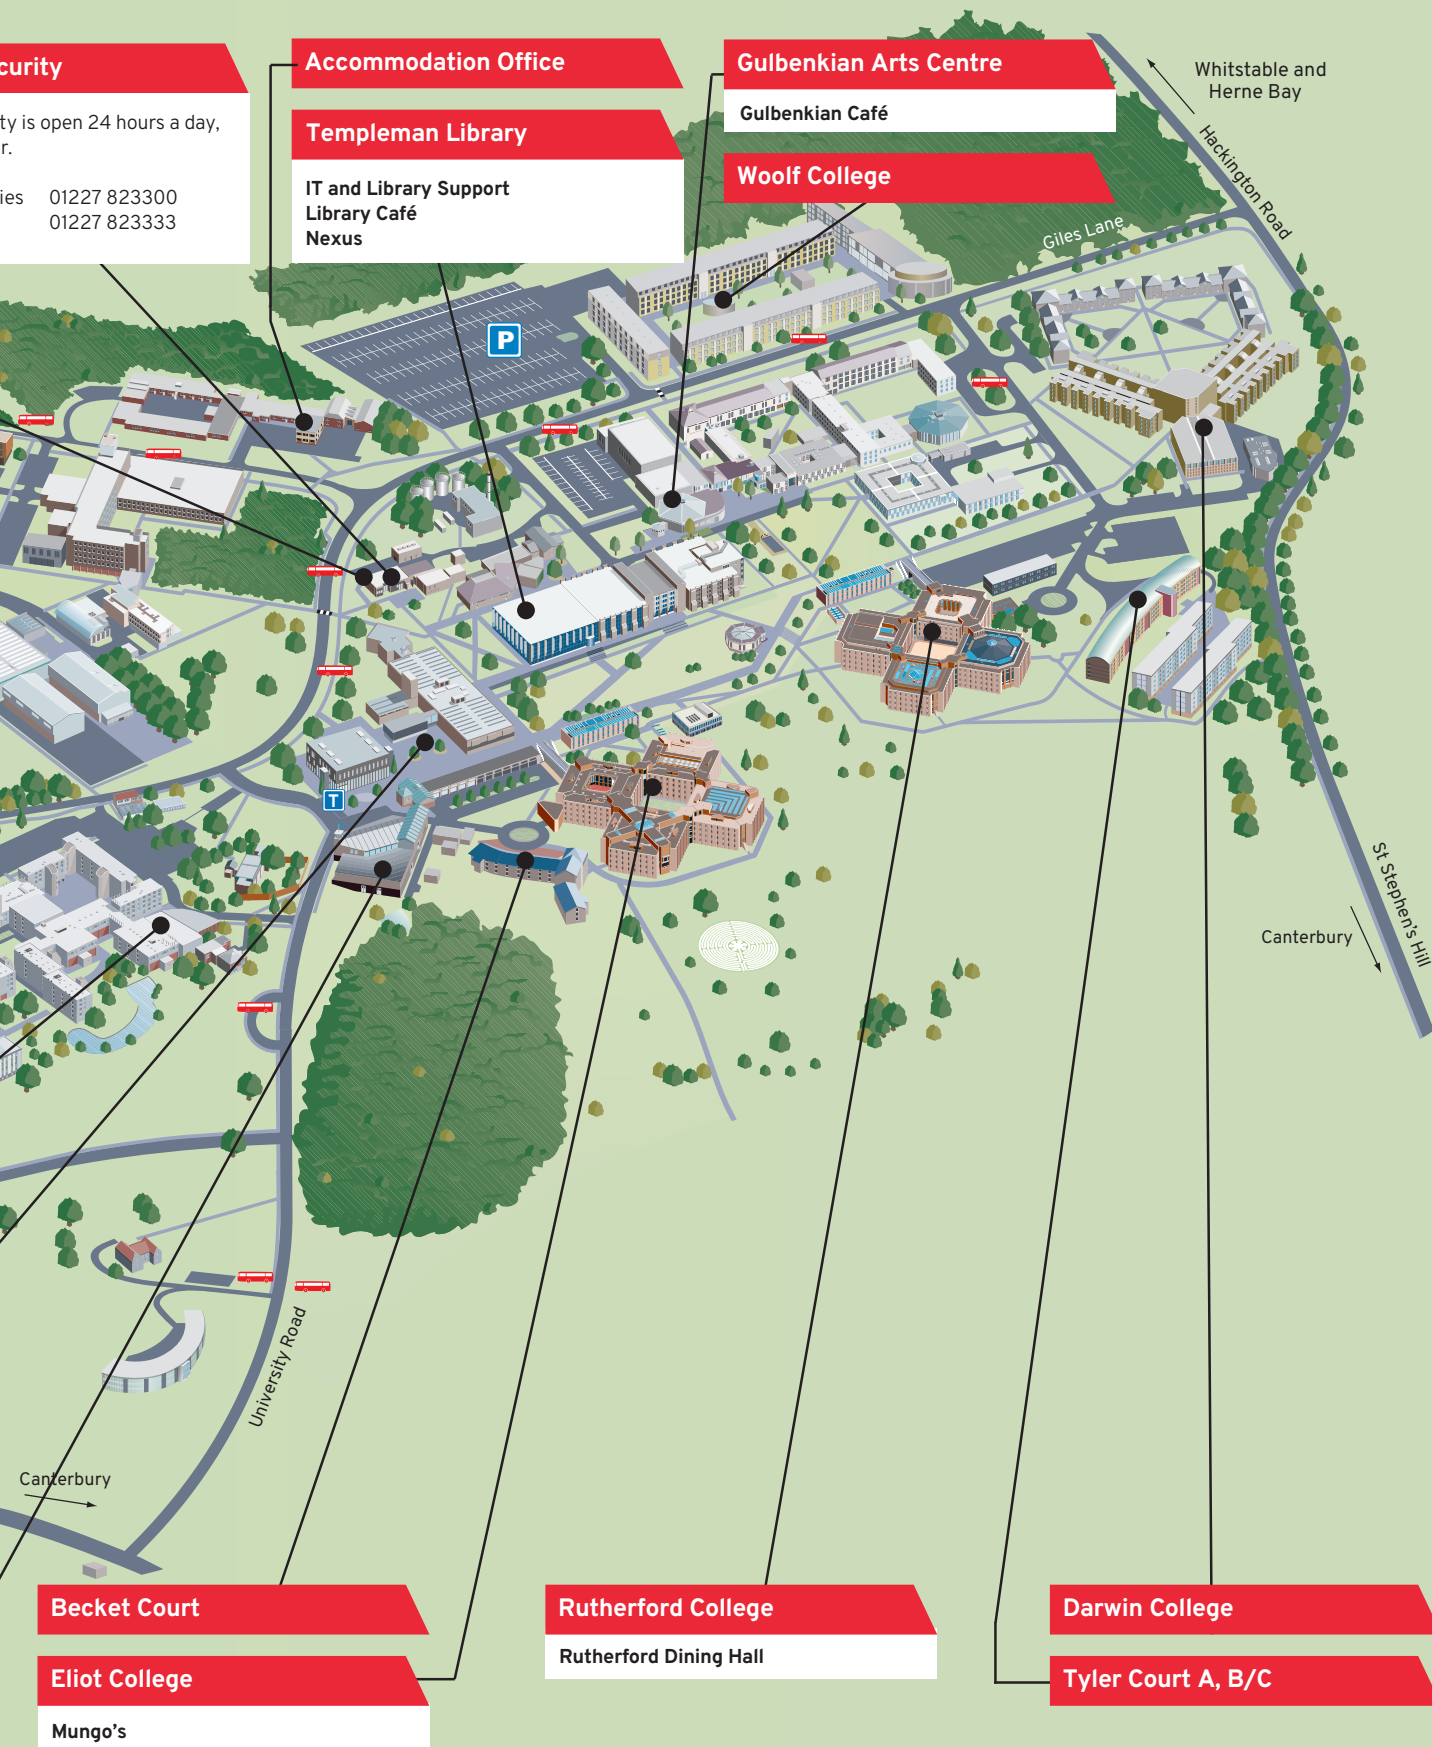 curity
ty is open 24 hours a day,
r.
ies 01227 823300
01227 823333
Accommodation Office
Templeman Library
IT and Library Support
Library Café
Nexus
Gulbenkian Arts Centre
Gulbenkian Café
Woolf College
Whitstable and
Herne Bay
Hackington Road
Giles Lane
P
T
St Stephen's Hill
Canterbury
University Road
Canterbury
Becket Court
Eliot College
Mungo’s
Rutherford College
Rutherford Dining Hall
Darwin College
Tyler Court A, B/C